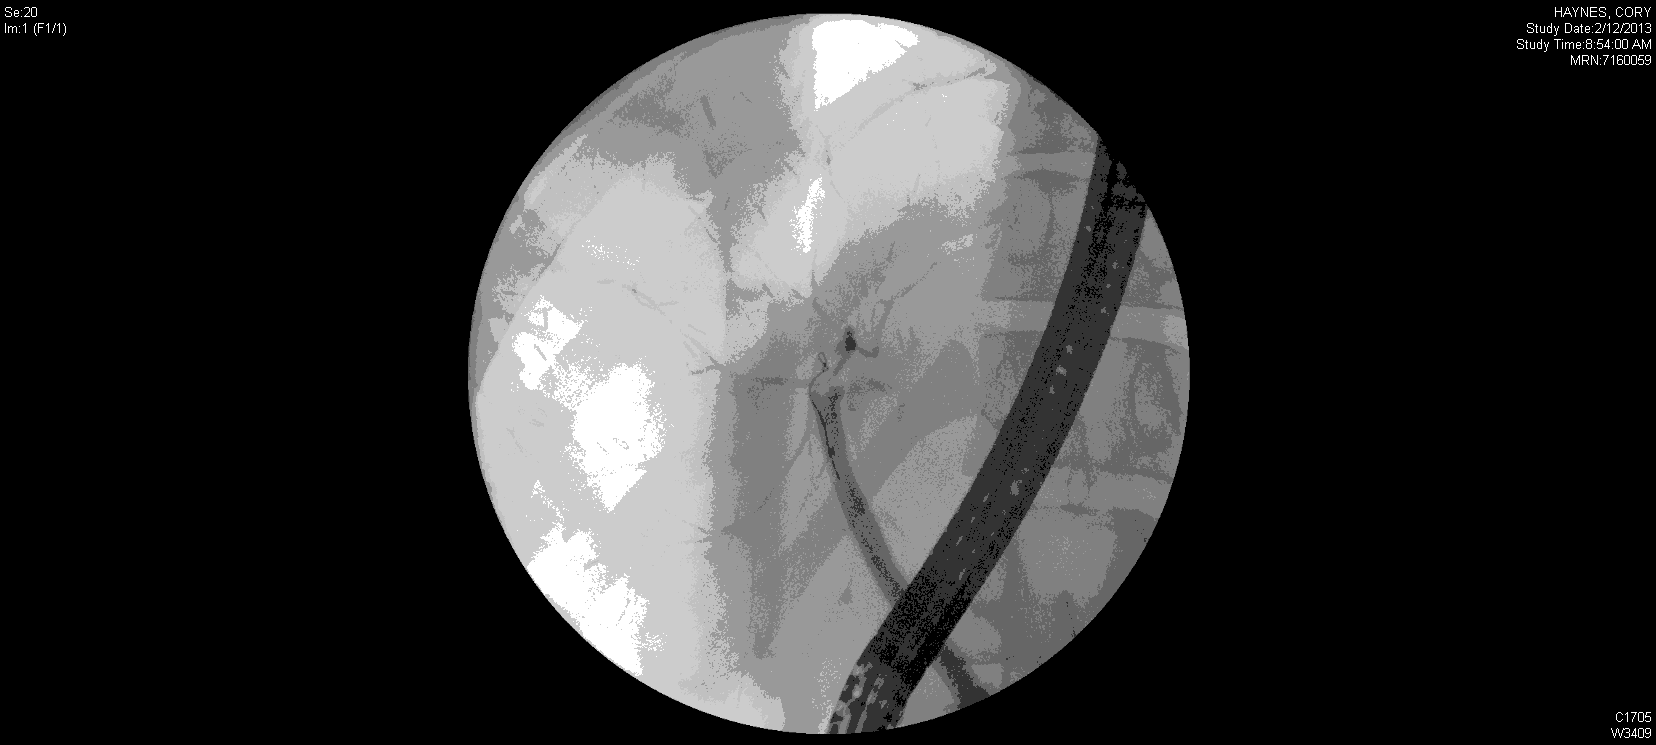 Se:20
Im:1 (F1/1)
HAYNES, CORY
Study Date:2/12/2013
Study Time:8:54:00 AM
MRN:7160059
C1705
W3409